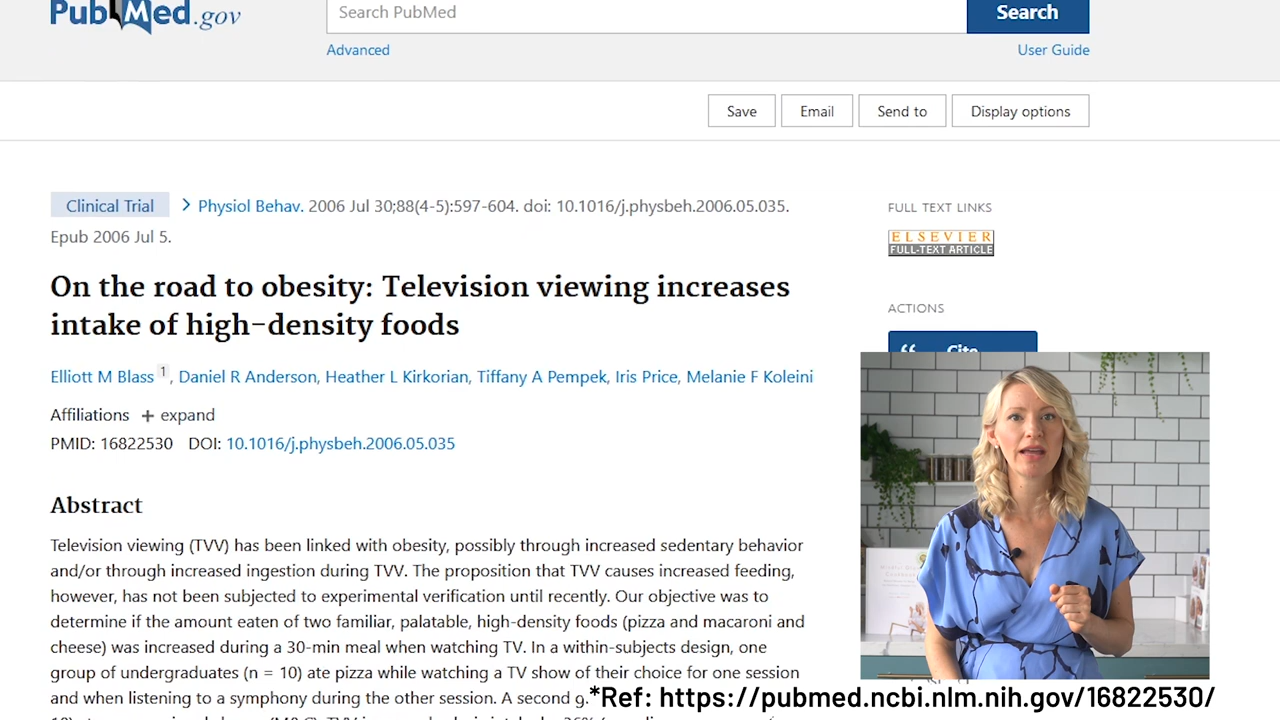 PubMed.gov
Search PubMed
Search
Advanced
User Guide
Save
Email
Send to
Display options
Clinical Trial
Physiol Behav. 2006 Jul 30;88(4-5):597-604. doi: 10.1016/j.physbeh.2006.05.035.
Epub 2006 Jul 5.
On the road to obesity: Television viewing increases
intake of high-density foods
Elliott M Blass 1, Daniel R Anderson, Heather L Kirkorian, Tiffany A Pempek, Iris Price, Melanie F Koleini
Affiliations + expand
PMID: 16822530 DOI: 10.1016/j.physbeh.2006.05.035
Abstract
Television viewing (TVV) has been linked with obesity, possibly through increased sedentary behavior
and/or through increased ingestion during TVV. The proposition that TVV causes increased feeding,
however, has not been subjected to experimental verification until recently. Our objective was to
determine if the amount eaten of two familiar, palatable, high-density foods (pizza and macaroni and
cheese) was increased during a 30-min meal when watching TV. In a within-subjects design, one
group of undergraduates (n = 10) ate pizza while watching a TV show of their choice for one session
and when listening to a symphony during the other session. A second g
FULL TEXT LINKS
ELSEVIER
FULL-TEXT ARTICLE
ACTIONS
Cite
*Ref: https://pubmed.ncbi.nlm.nih.gov/16822530/